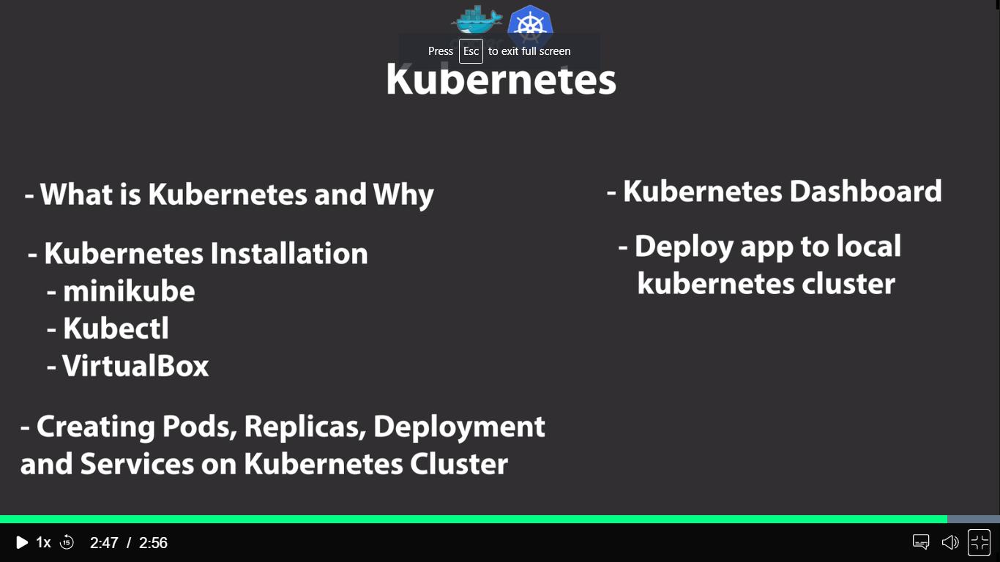 Press Esc to exit full screen
Kubernetes
- What is Kubernetes and Why
- Kubernetes Installation
- minikube
- Kubectl
- VirtualBox
- Creating Pods, Replicas, Deployment
and Services on Kubernetes Cluster
- Kubernetes Dashboard
- Deploy app to local
kubernetes cluster
1x 15 2:47 / 2:56